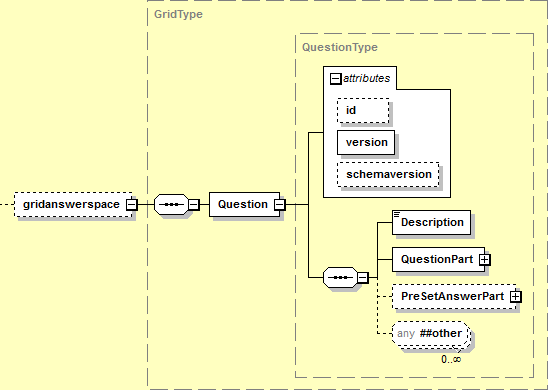 GridType
QuestionType
attributes
id
version
schemaversion
gridanswerspace
Question
Description
QuestionPart
PreSetAnswerPart
any ##other
0..∞